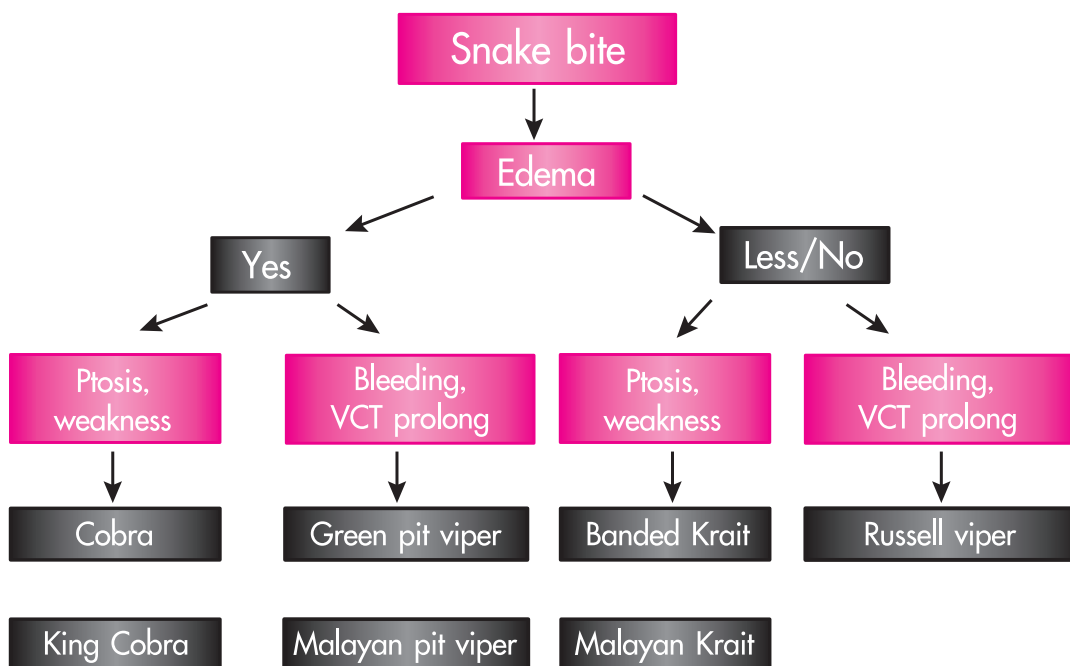 Snake bite
Edema
Yes
Less/No
Ptosis,
weakness
Bleeding,
VCT prolong
Ptosis,
weakness
Bleeding,
VCT prolong
Cobra
Green pit viper
Banded Krait
Russell viper
King Cobra
Malayan pit viper
Malayan Krait